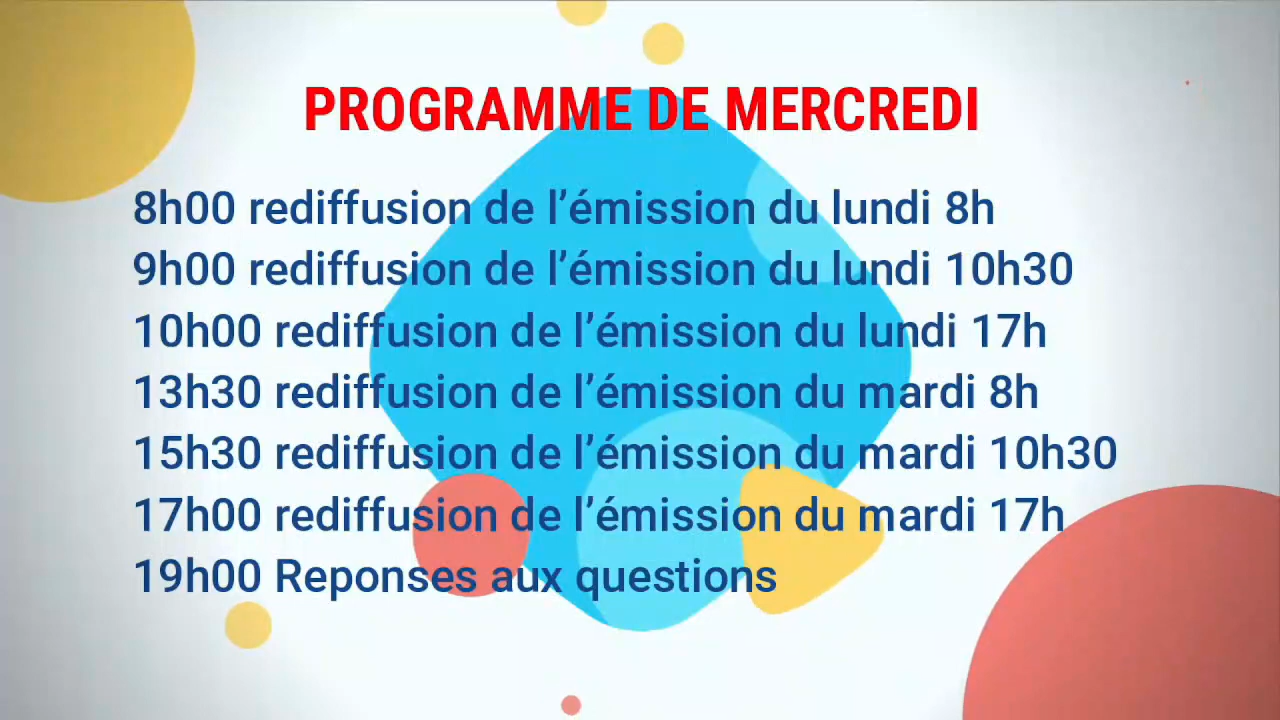 PROGRAMME DE MERCREDI
8h00 rediffusion de l’émission du lundi 8h
9h00 rediffusion de l’émission du lundi 10h30
10h00 rediffusion de l’émission du lundi 17h
13h30 rediffusion de l’émission du mardi 8h
15h30 rediffusion de l’émission du mardi 10h30
17h00 rediffusion de l’émission du mardi 17h
19h00 Reponses aux questions